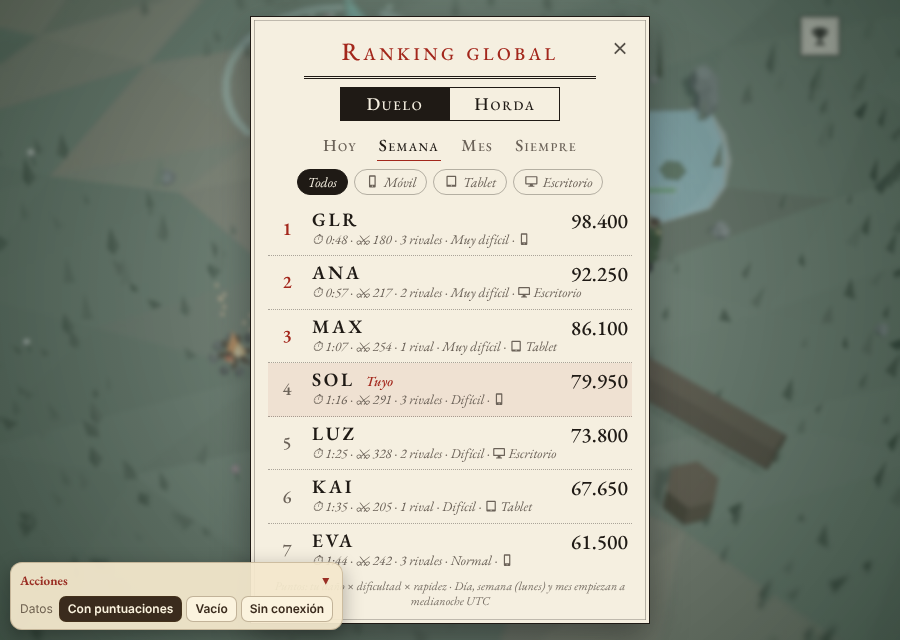 Ranking global
Duelo Horda
Hoy Semana Mes Siempre
Todos Móvil Tablet Escritorio
1 GLR 98.400
0:48 · 180 · 3 rivales · Muy difícil ·
2 ANA 92.250
0:57 · 217 · 2 rivales · Muy difícil · Escritorio
3 MAX 86.100
1:07 · 254 · 1 rival · Muy difícil · Tablet
4 SOL Tuyo 79.950
1:16 · 291 · 3 rivales · Difícil ·
5 LUZ 73.800
1:25 · 328 · 2 rivales · Difícil · Escritorio
6 KAI 67.650
1:35 · 205 · 1 rival · Difícil · Tablet
7 EVA 61.500
1:44 · 242 · 3 rivales · Normal ·
× dificultad × rapidez · Día, semana (lunes) y mes empiezan a
medianoche UTC
Acciones
Datos Con puntuaciones Vacío Sin conexión